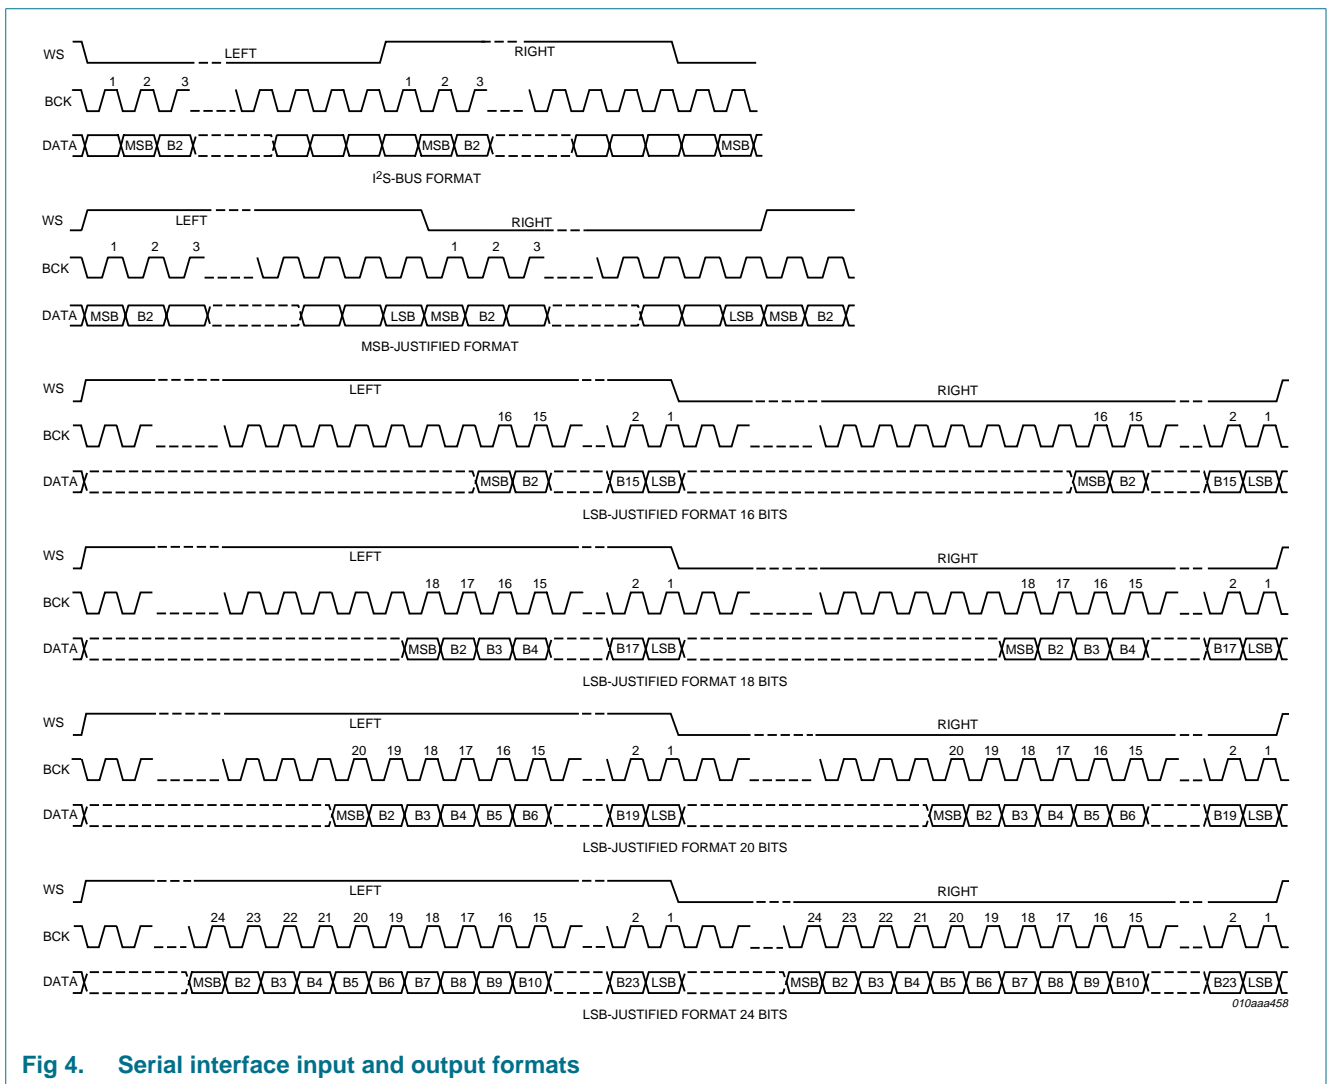 WS LEFT RIGHT
1 2 3 1 2 3
BCK
DATA MSB B2 MSB B2 MSB
I²S-BUS FORMAT
WS LEFT RIGHT
1 2 3 1 2 3
BCK
DATA MSB B2 LSB MSB B2 LSB MSB B2
MSB-JUSTIFIED FORMAT
WS LEFT RIGHT
16 15 2 1 16 15 2 1
BCK
DATA MSB B2 B15 LSB MSB B2 B15 LSB
LSB-JUSTIFIED FORMAT 16 BITS
WS LEFT RIGHT
18 17 16 15 2 1 18 17 16 15 2 1
BCK
DATA MSB B2 B3 B4 B17 LSB MSB B2 B3 B4 B17 LSB
LSB-JUSTIFIED FORMAT 18 BITS
WS LEFT RIGHT
20 19 18 17 16 15 2 1 20 19 18 17 16 15 2 1
BCK
DATA MSB B2 B3 B4 B5 B6 B19 LSB MSB B2 B3 B4 B5 B6 B19 LSB
LSB-JUSTIFIED FORMAT 20 BITS
WS LEFT RIGHT
24 23 22 21 20 19 18 17 16 15 2 1 24 23 22 21 20 19 18 17 16 15 2 1
BCK
DATA MSB B2 B3 B4 B5 B6 B7 B8 B9 B10 B23 LSB MSB B2 B3 B4 B5 B6 B7 B8 B9 B10 B23 LSB
010aaa458
LSB-JUSTIFIED FORMAT 24 BITS
Fig 4. Serial interface input and output formats